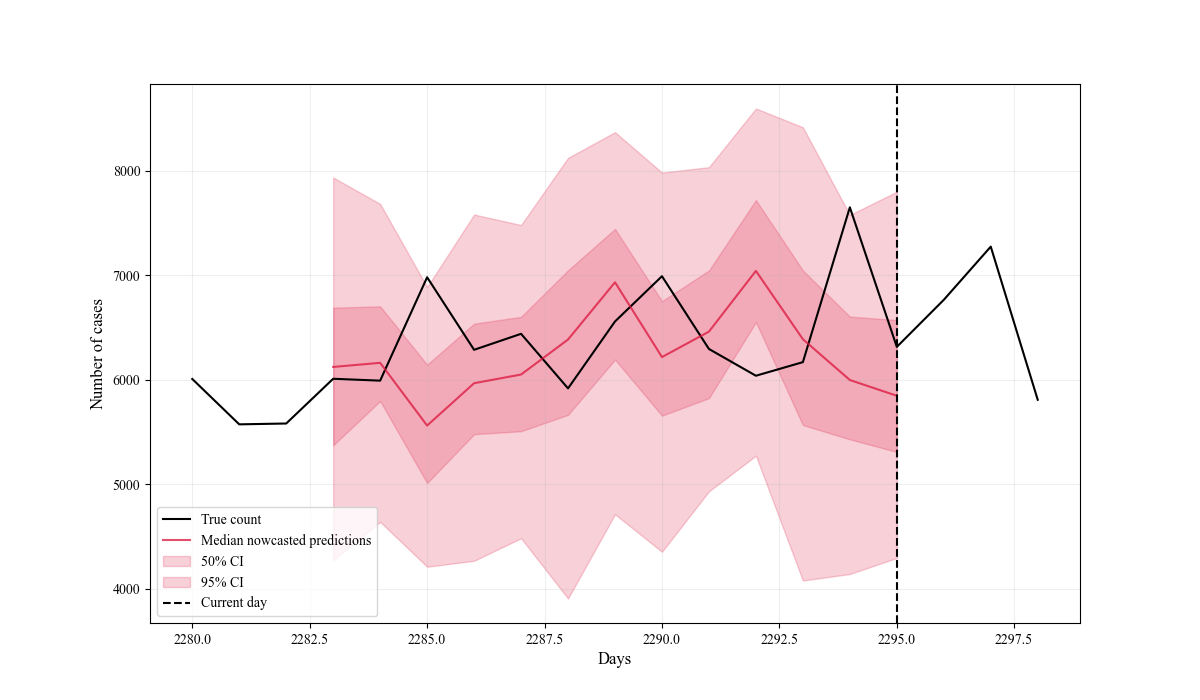 8000
7000
6000
5000
4000
Number of cases
True count
Median nowcasted predictions
50% CI
95% CI
Current day
2280.0 2282.5 2285.0 2287.5 2290.0 2292.5 2295.0 2297.5
Days